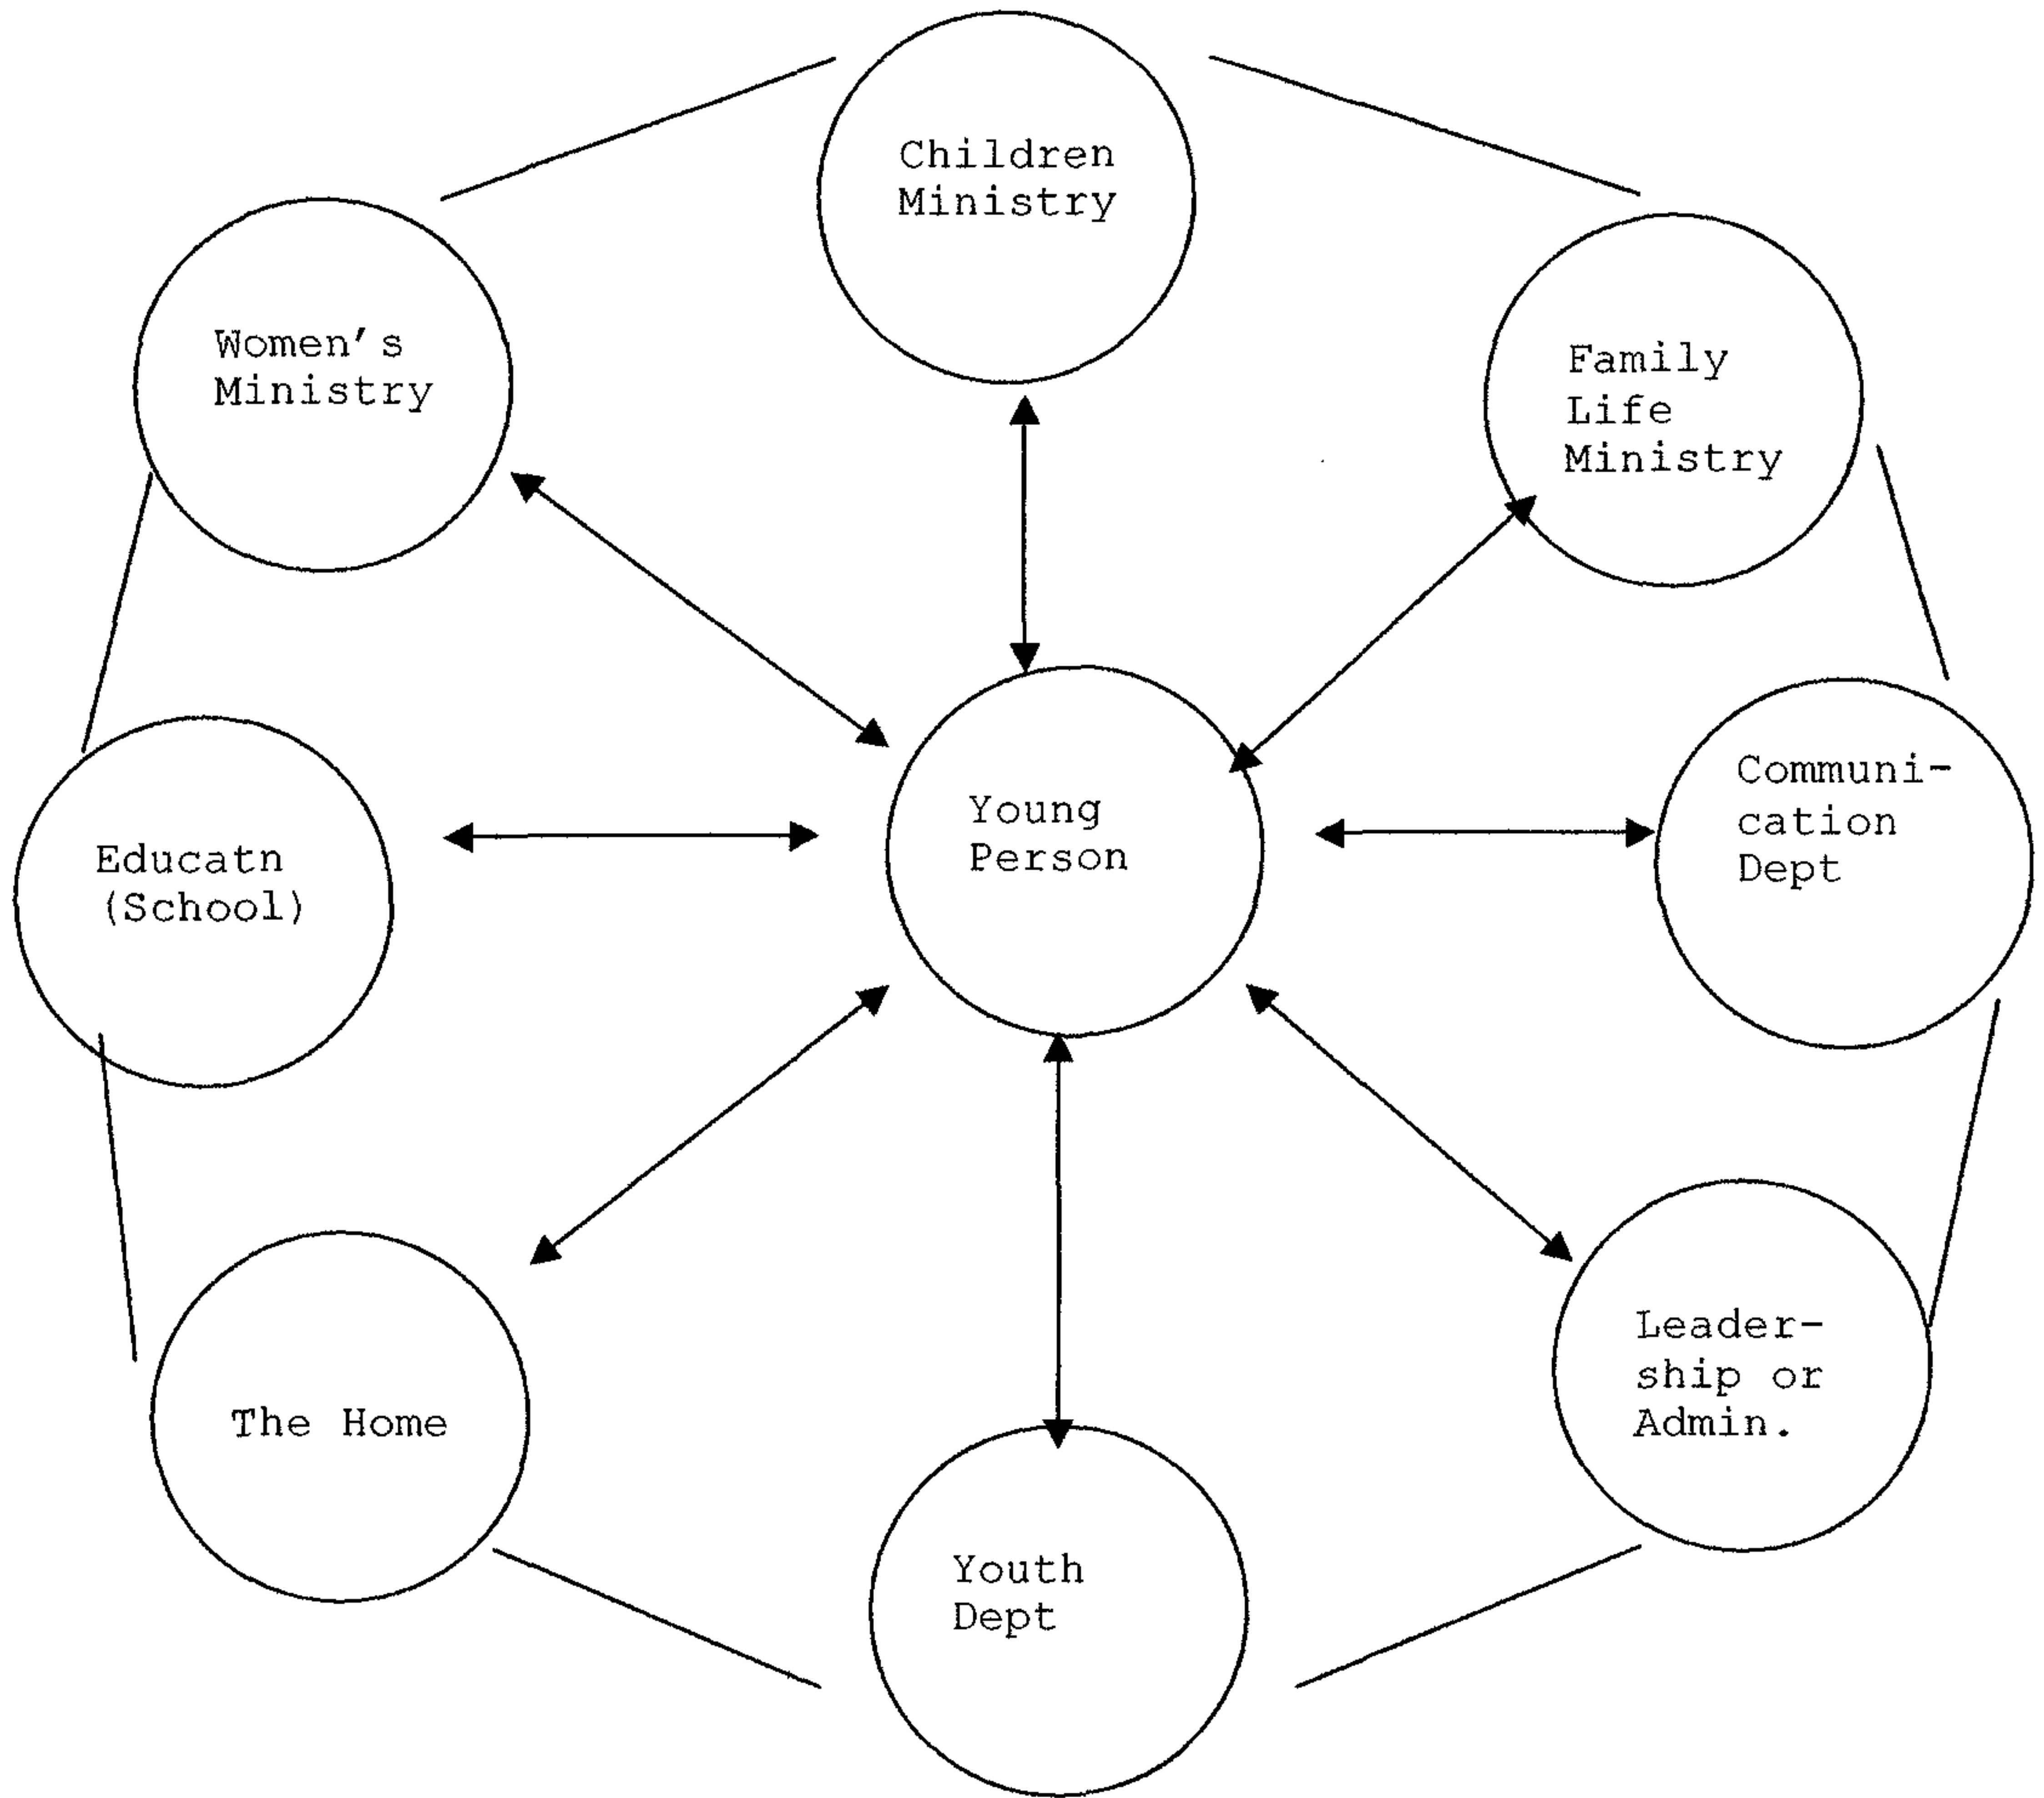 Children
Ministry
Women's
Ministry
Family
Life
Ministry
Young
Person
Communi-
cation
Dept
Educatn
(School)
The Home
Leader-
ship or
Admin.
Youth
Dept